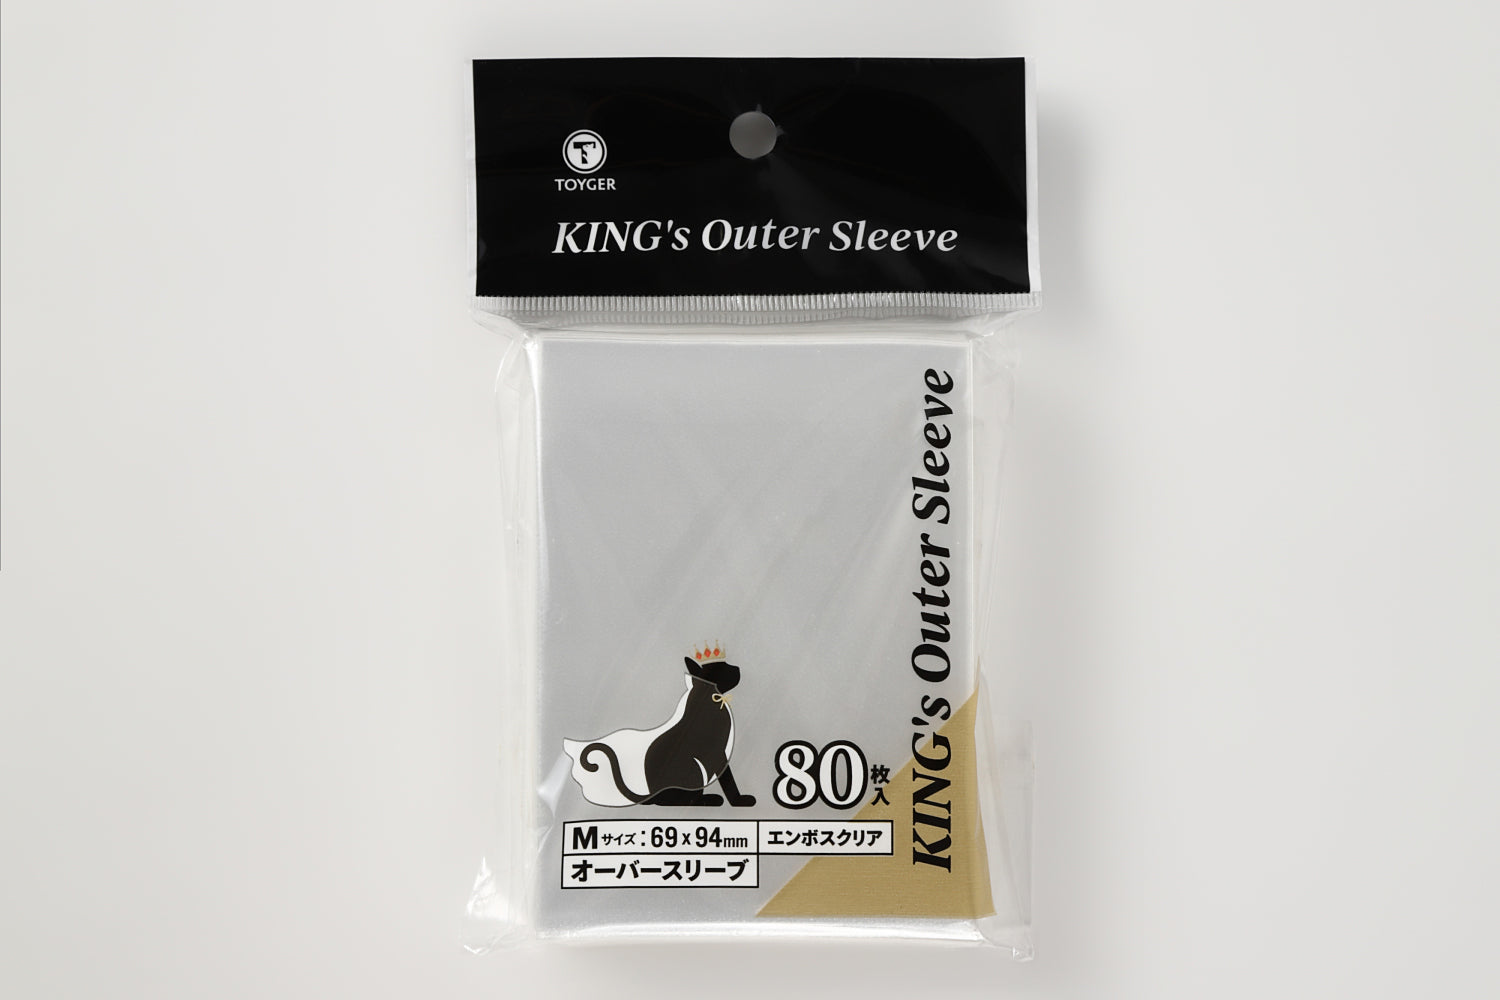 TOYGER
KING's Outer Sleeve
KING's Outer Sleeve
80枚入
Mサイズ:69x94mm エンボスクリア
オーバースリーブ